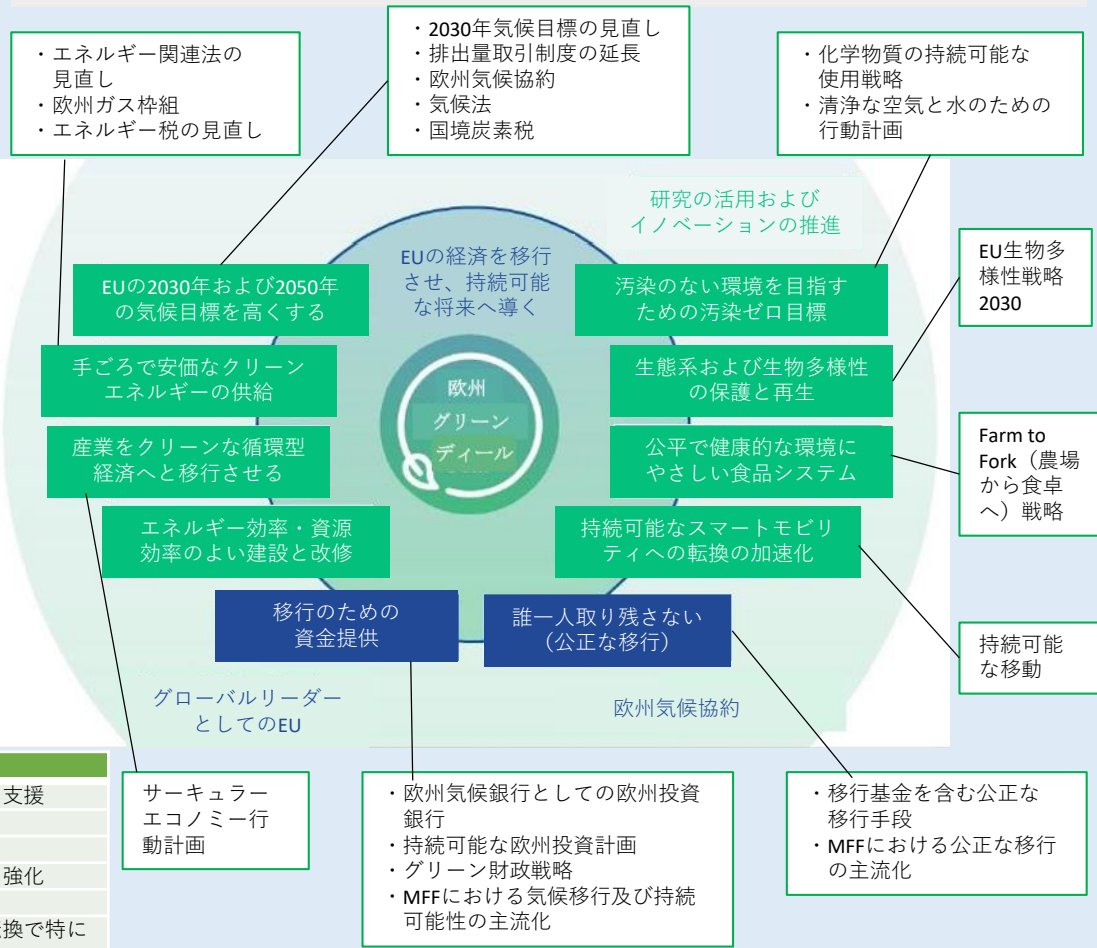 ・エネルギー関連法の
見直し
・欧州ガス枠組
・エネルギー税の見直し
・2030年気候目標の見直し
・排出量取引制度の延長
・欧州気候協約
・気候法
・国境炭素税
・化学物質の持続可能な
使用戦略
・清浄な空気と水のための
行動計画
研究の活用および
イノベーションの推進
EUの経済を移行
させ、持続可能
な将来へ導く
EUの2030年および2050年
の気候目標を高くする
汚染のない環境を目指す
ための汚染ゼロ目標
EU生物多
様性戦略
2030
手ごろで安価なクリーン
エネルギーの供給
生態系および生物多様性
の保護と再生
欧州
グリーン
ディール
産業をクリーンな循環型
経済へと移行させる
公平で健康的な環境に
やさしい食品システム
Farm to
Fork（農場
から食卓
へ）戦略
エネルギー効率・資源
効率のよい建設と改修
持続可能なスマートモビリ
ティへの転換の加速化
移行のための
資金提供
誰一人取り残さない
（公正な移行）
持続可能
な移動
グローバルリーダー
としてのEU
欧州気候協約
支援
強化
換で特に
サーキュラー
エコノミー行
動計画
・欧州気候銀行としての欧州投資
銀行
・持続可能な欧州投資計画
・グリーン財政戦略
・MFFにおける気候移行及び持続
可能性の主流化
・移行基金を含む公正な
移行手段
・MFFにおける公正な移行
の主流化